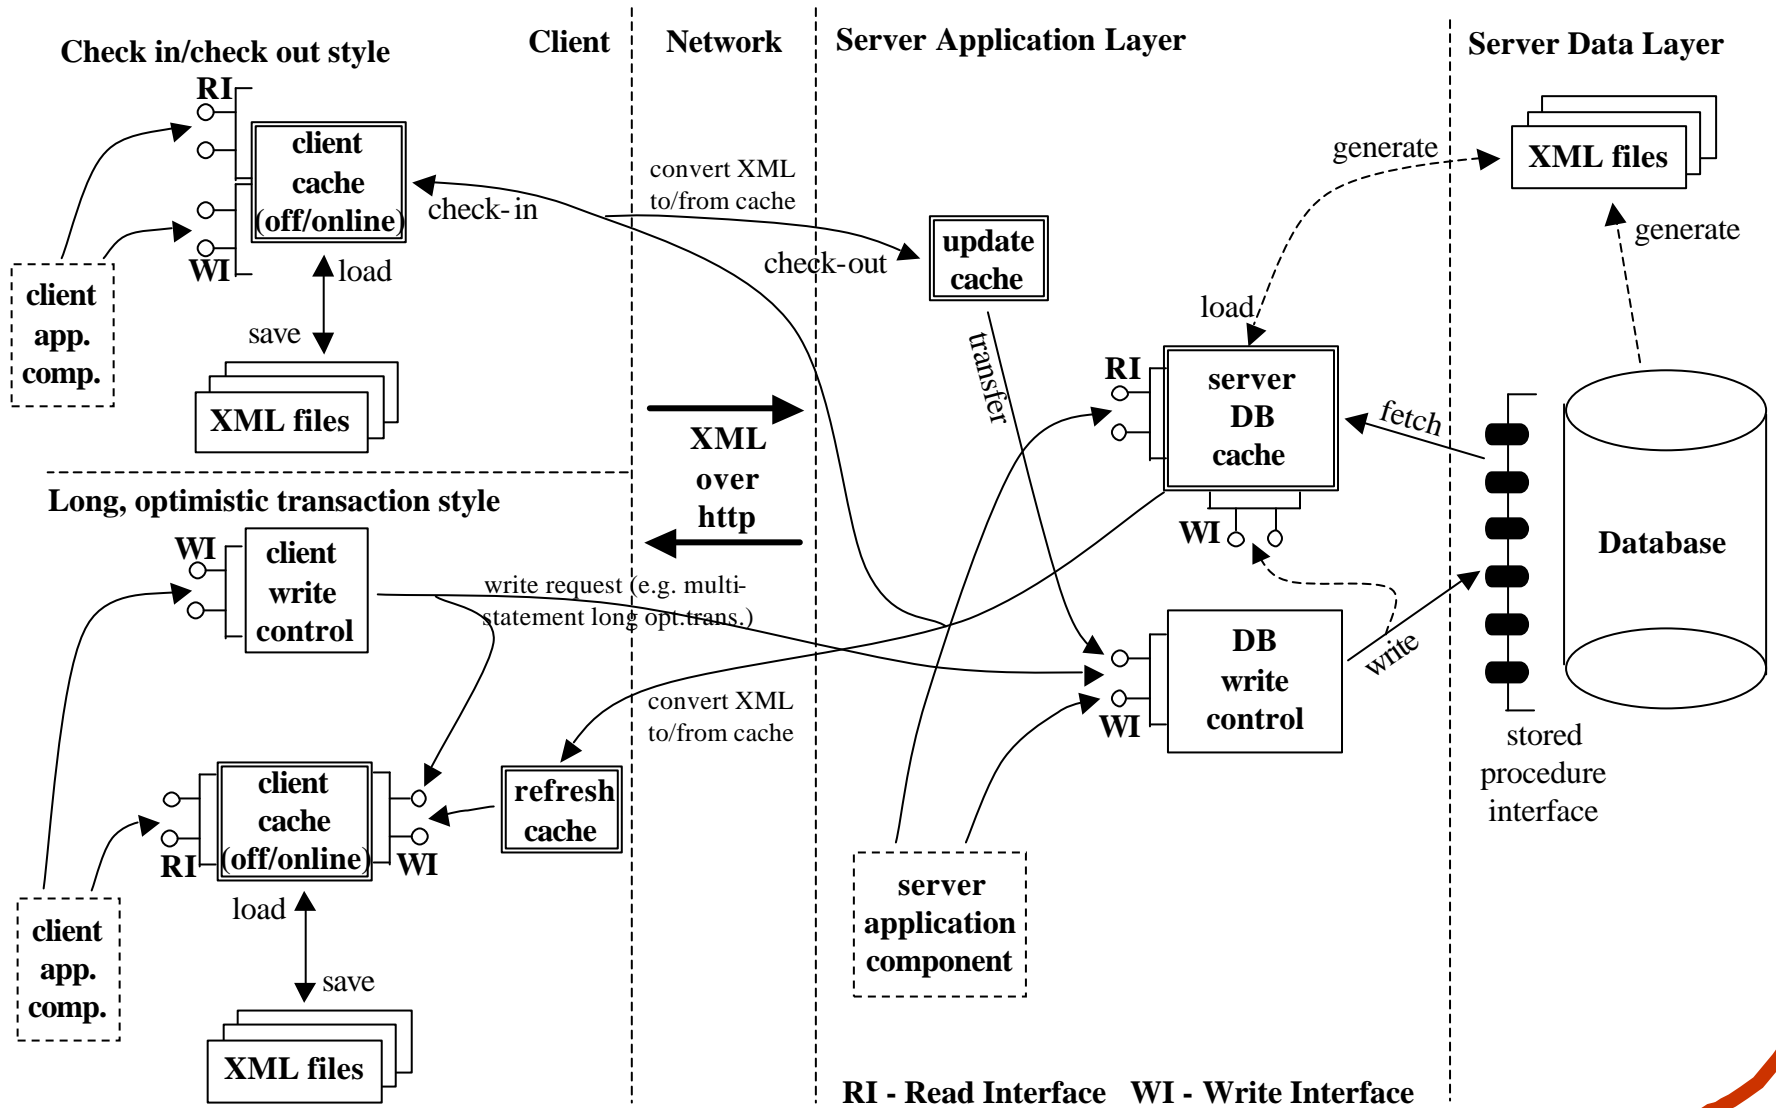 Check in/check out style
Client
Network
Server Application Layer
Server Data Layer
RI
client
cache
(off/online)
WI
client
app.
comp.
load
save
XML files
check-in
convert XML
to/from cache
check-out
update
cache
transfer
generate
XML files
generate
load
RI
server
DB
cache
WI
fetch
Database
XML
over
http
Long, optimistic transaction style
WI
client
write
control
write request (e.g. multi-
statement long opt.trans.)
DB
write
control
WI
write
stored
procedure
interface
convert XML
to/from cache
client
cache
(off/online)
RI
WI
refresh
cache
client
app.
comp.
load
save
XML files
server
application
component
RI - Read Interface WI - Write Interface